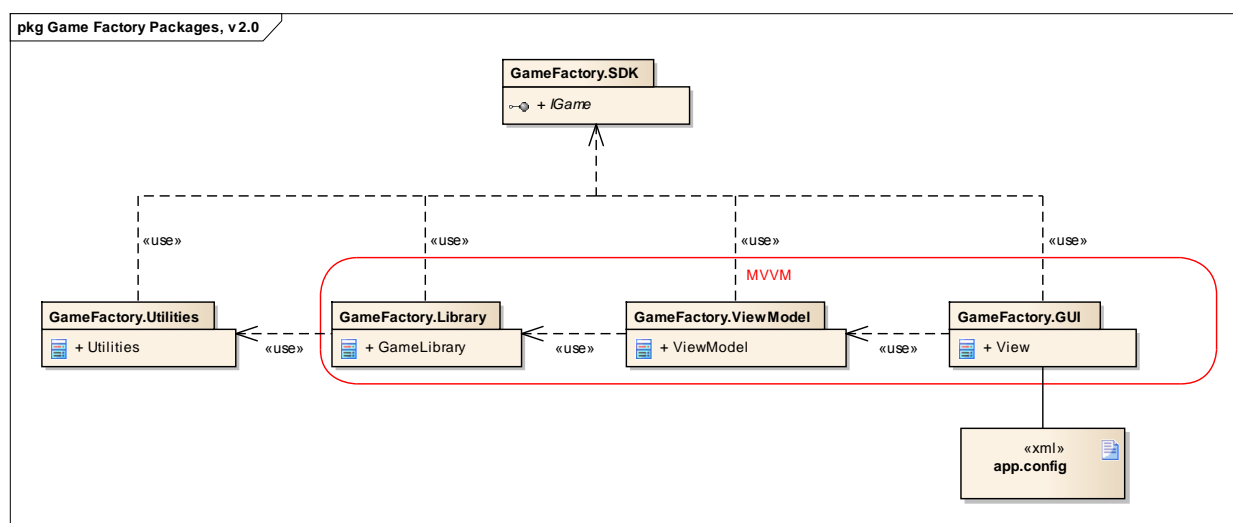 pkg Game Factory Packages, v 2.0
GameFactory.SDK
+ IGame
«use»
«use»
«use»
«use»
MVVM
GameFactory.Utilities
+ Utilities
«use»
GameFactory.Library
+ GameLibrary
«use»
GameFactory.ViewModel
+ ViewModel
«use»
GameFactory.GUI
+ View
«xml»
app.config